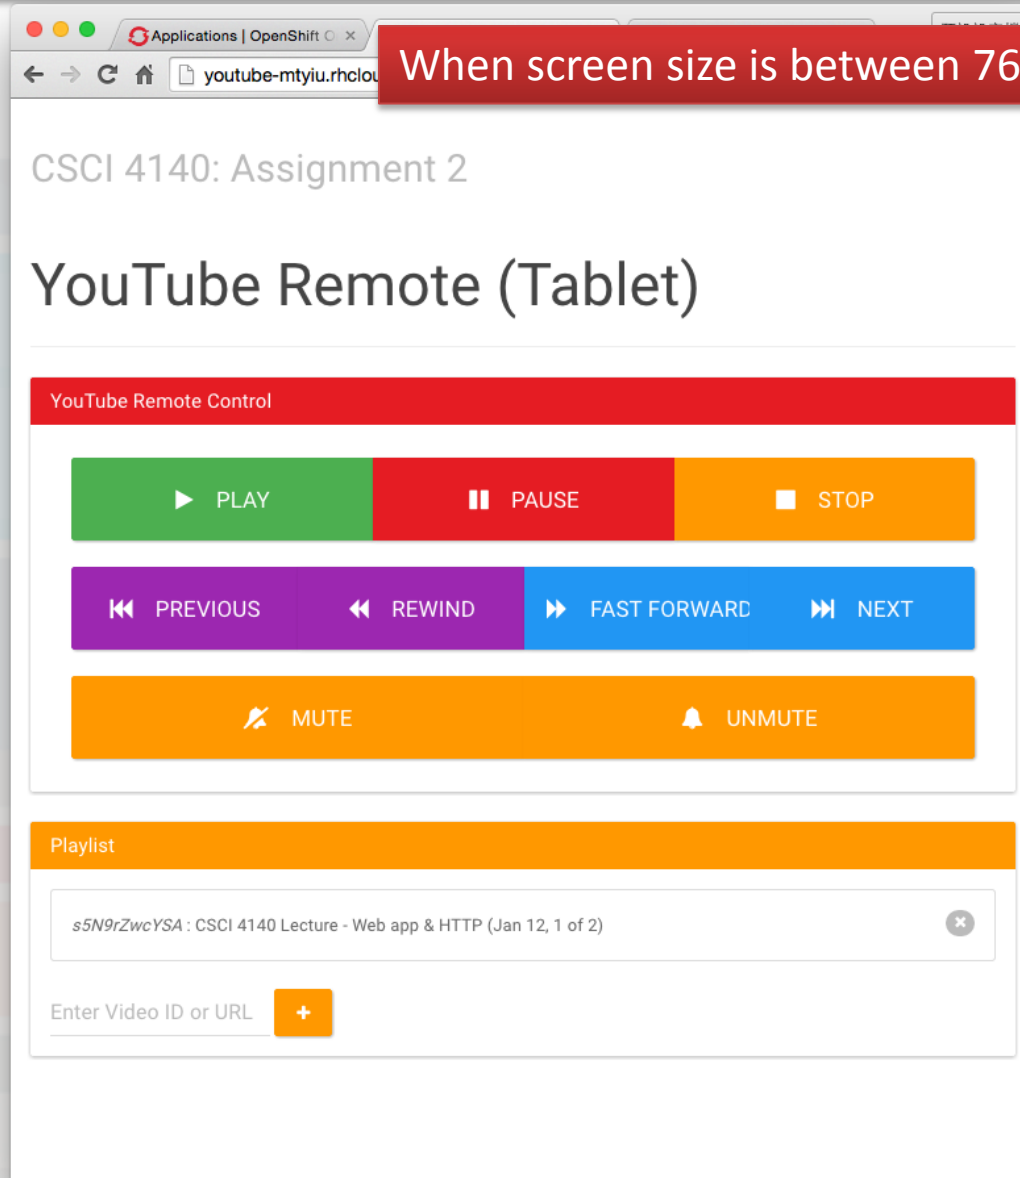 Applications | OpenShift O
youtube-mtyiu.rhclou
When screen size is between 76
CSCI 4140: Assignment 2
YouTube Remote (Tablet)
YouTube Remote Control
PLAY PAUSE STOP
PREVIOUS REWIND FAST FORWARD NEXT
MUTE UNMUTE
Playlist
s5N9rZwcYSA : CSCI 4140 Lecture - Web app & HTTP (Jan 12, 1 of 2)
Enter Video ID or URL +